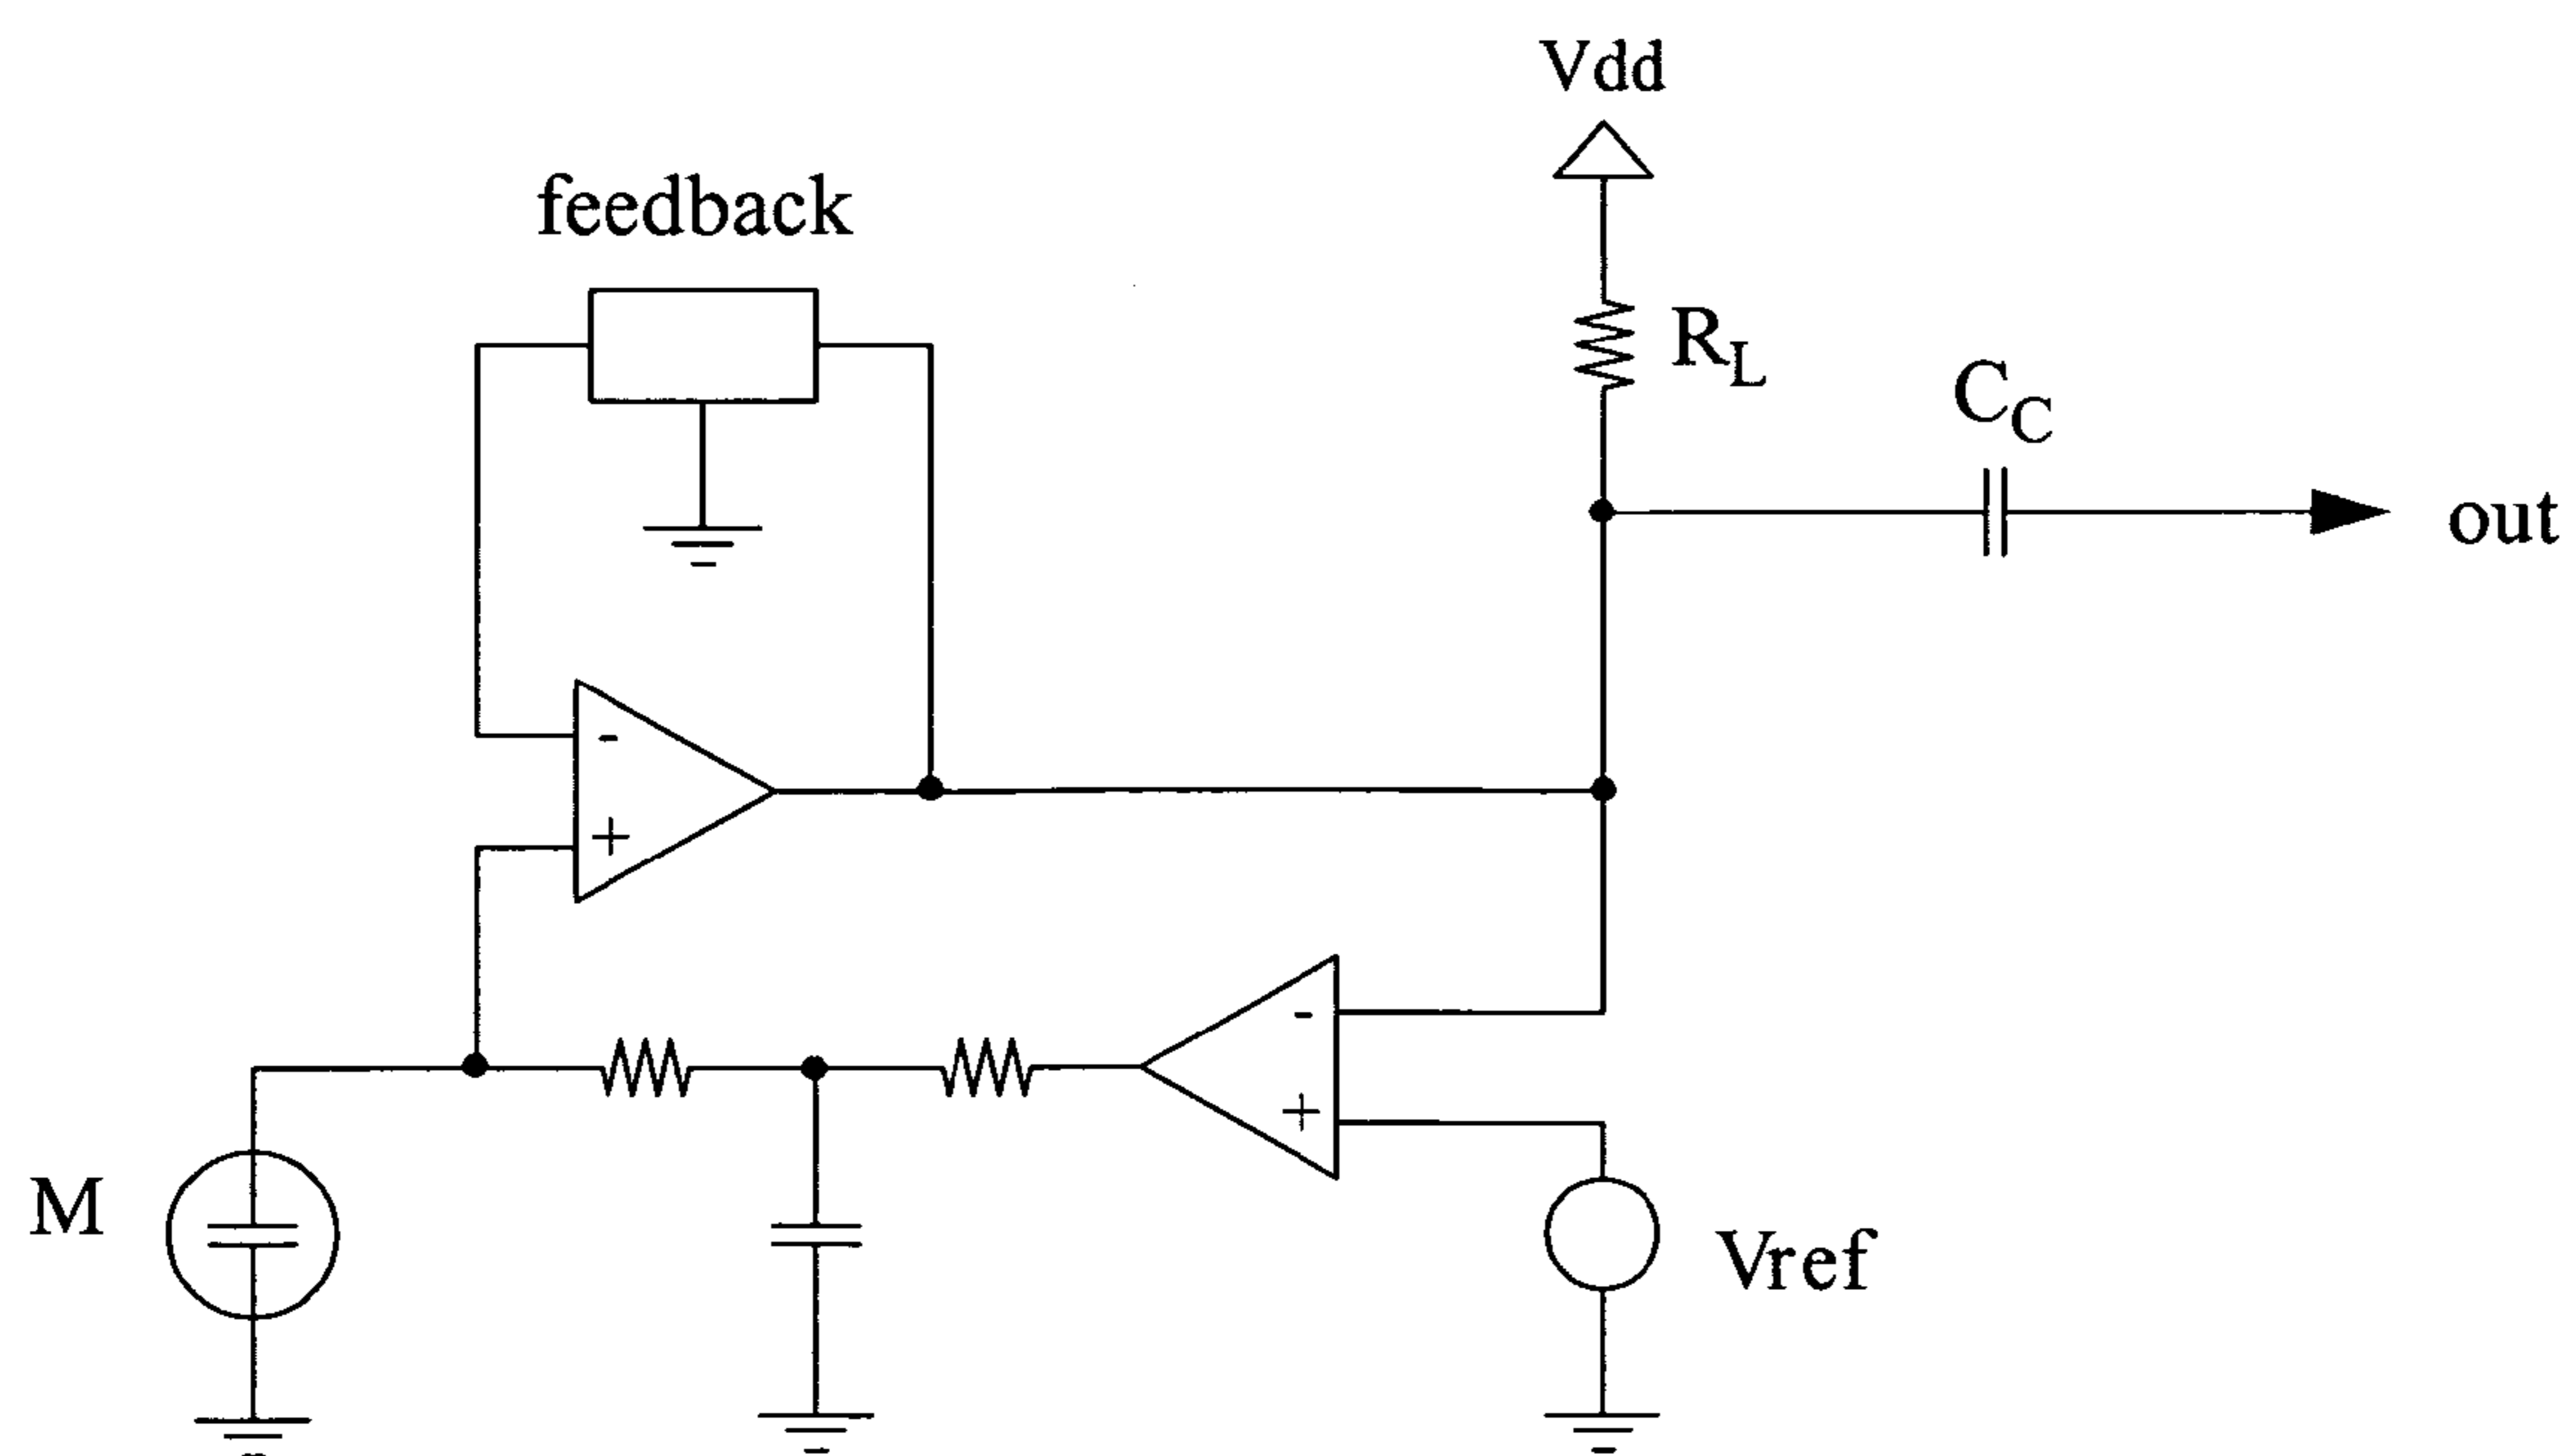 Vdd
feedback
R_L
C_C
out
-
+
-
+
M
Vref